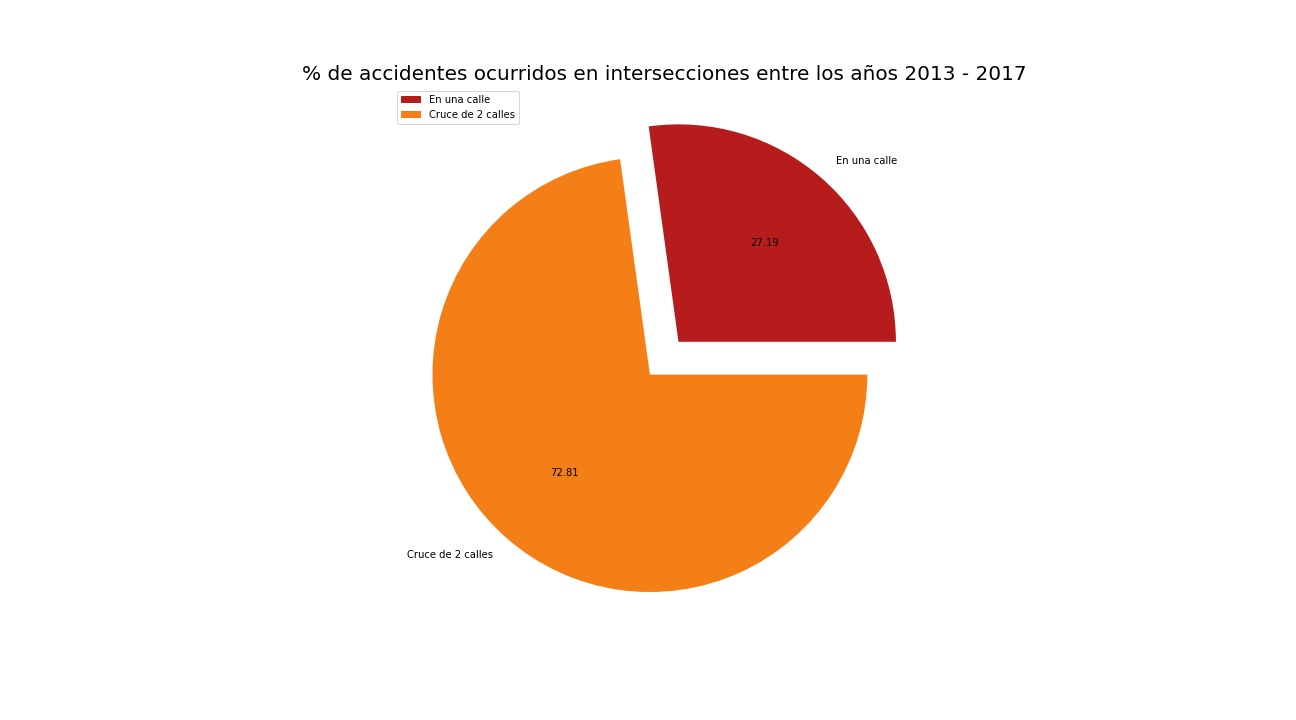 % de accidentes ocurridos en intersecciones entre los años 2013 - 2017
En una calle
Cruce de 2 calles
En una calle
27.19
72.81
Cruce de 2 calles